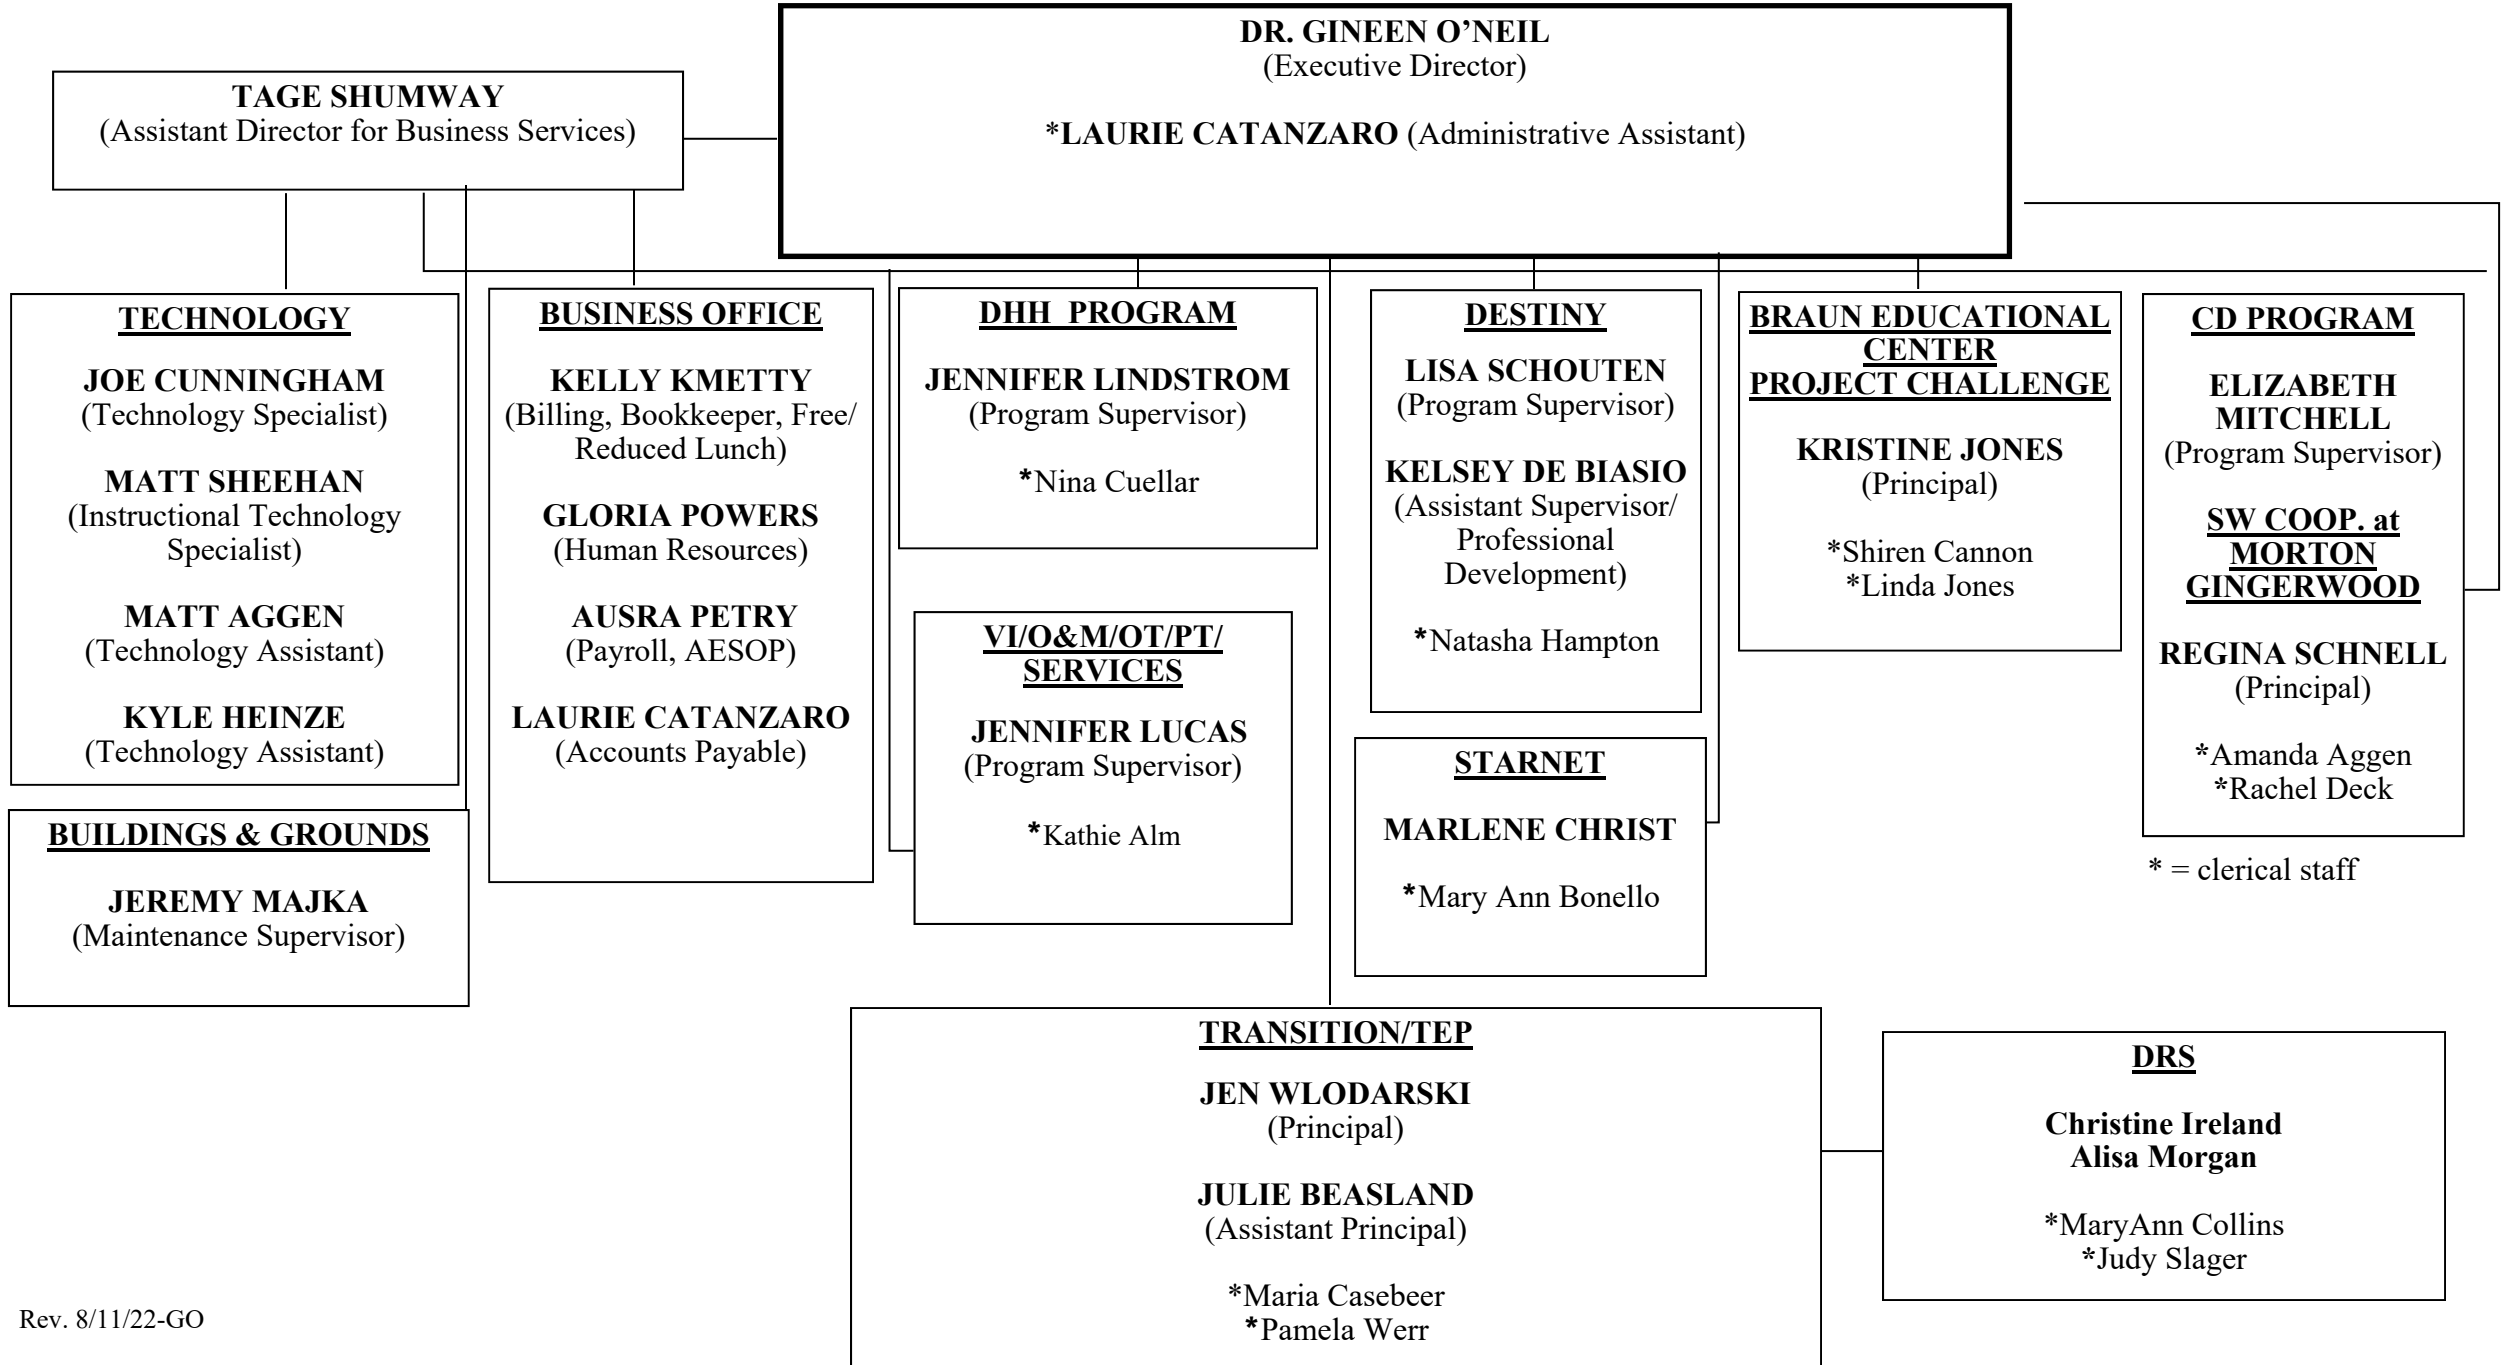 DR. GINEEN O’NEIL
(Executive Director)
*LAURIE CATANZARO (Administrative Assistant)
TAGE SHUMWAY
(Assistant Director for Business Services)
TECHNOLOGY
JOE CUNNINGHAM
(Technology Specialist)
MATT SHEEHAN
(Instructional Technology
Specialist)
MATT AGGEN
(Technology Assistant)
KYLE HEINZE
(Technology Assistant)
BUILDINGS & GROUNDS
JEREMY MAJKA
(Maintenance Supervisor)
BUSINESS OFFICE
KELLY KMETTY
(Billing, Bookkeeper, Free/
Reduced Lunch)
GLORIA POWERS
(Human Resources)
AUSRA PETRY
(Payroll, AESOP)
LAURIE CATANZARO
(Accounts Payable)
DHH PROGRAM
JENNIFER LINDSTROM
(Program Supervisor)
*Nina Cuellar
VI/O&M/OT/PT/
SERVICES
JENNIFER LUCAS
(Program Supervisor)
*Kathie Alm
DESTINY
LISA SCHOUTEN
(Program Supervisor)
KELSEY DE BIASIO
(Assistant Supervisor/
Professional
Development)
*Natasha Hampton
STARNET
MARLENE CHRIST
*Mary Ann Bonello
BRAUN EDUCATIONAL
CENTER
PROJECT CHALLENGE
KRISTINE JONES
(Principal)
*Shiren Cannon
*Linda Jones
CD PROGRAM
ELIZABETH
MITCHELL
(Program Supervisor)
SW COOP. at
MORTON
GINGERWOOD
REGINA SCHNELL
(Principal)
*Amanda Aggen
*Rachel Deck
* = clerical staff
TRANSITION/TEP
JEN WLODARSKI
(Principal)
JULIE BEASLAND
(Assistant Principal)
*Maria Casebeer
*Pamela Werr
DRS
Christine Ireland
Alisa Morgan
*MaryAnn Collins
*Judy Slager
Rev. 8/11/22-GO